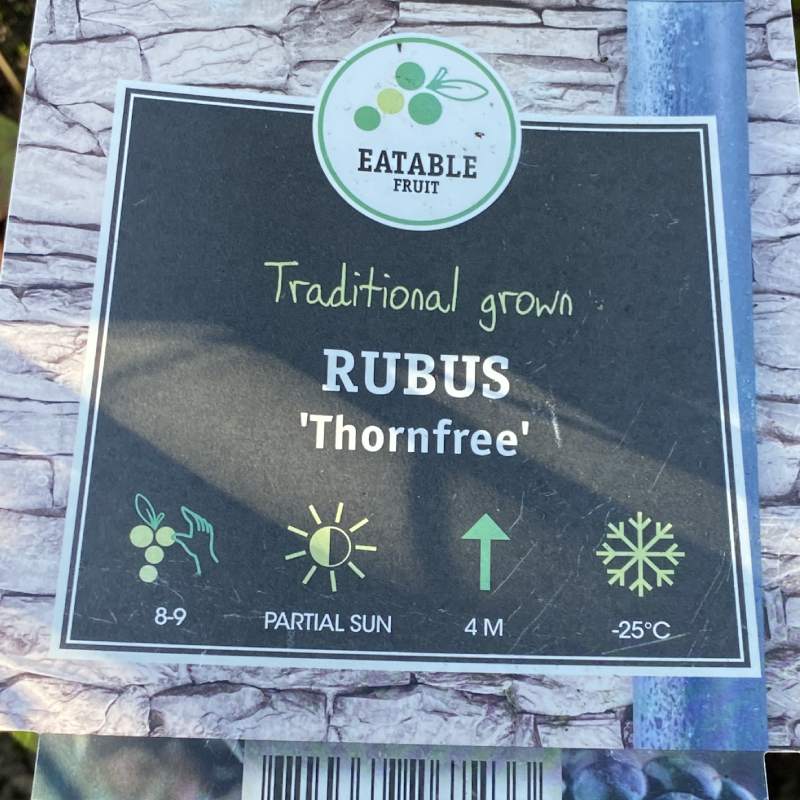 EATABLE
FRUIT
Traditional grown
RUBUS
'Thornfree'
8-9
PARTIAL SUN
4 M
-25°C